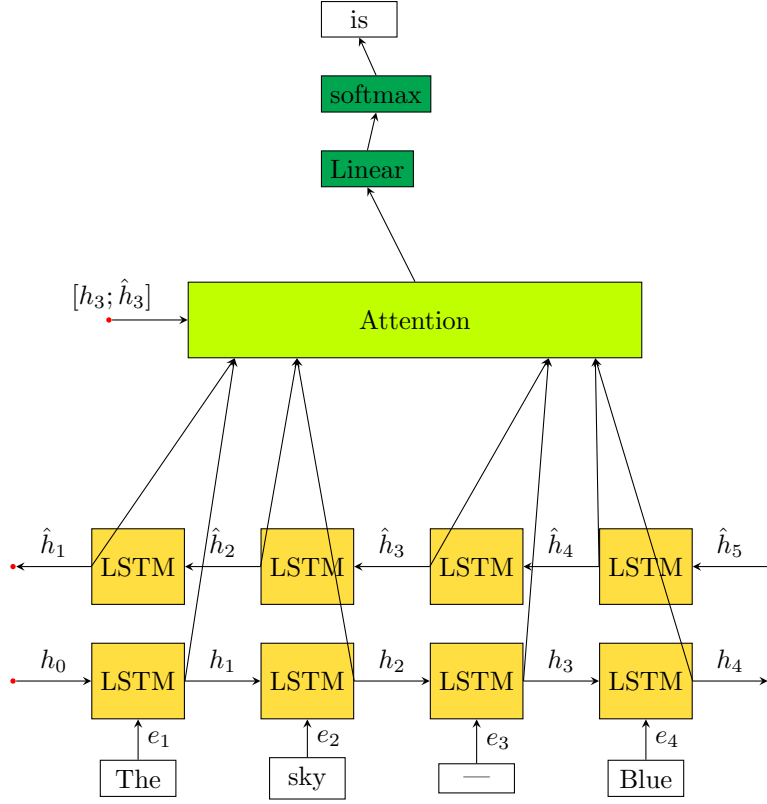 is
softmax
Linear
[h₃; ĥ₃]
Attention
ĥ₁ ĥ₂ ĥ₃ ĥ₄ ĥ₅
LSTM LSTM LSTM LSTM
h₀ h₁ h₂ h₃ h₄
LSTM LSTM LSTM LSTM
e₁ e₂ e₃ e₄
The sky — Blue